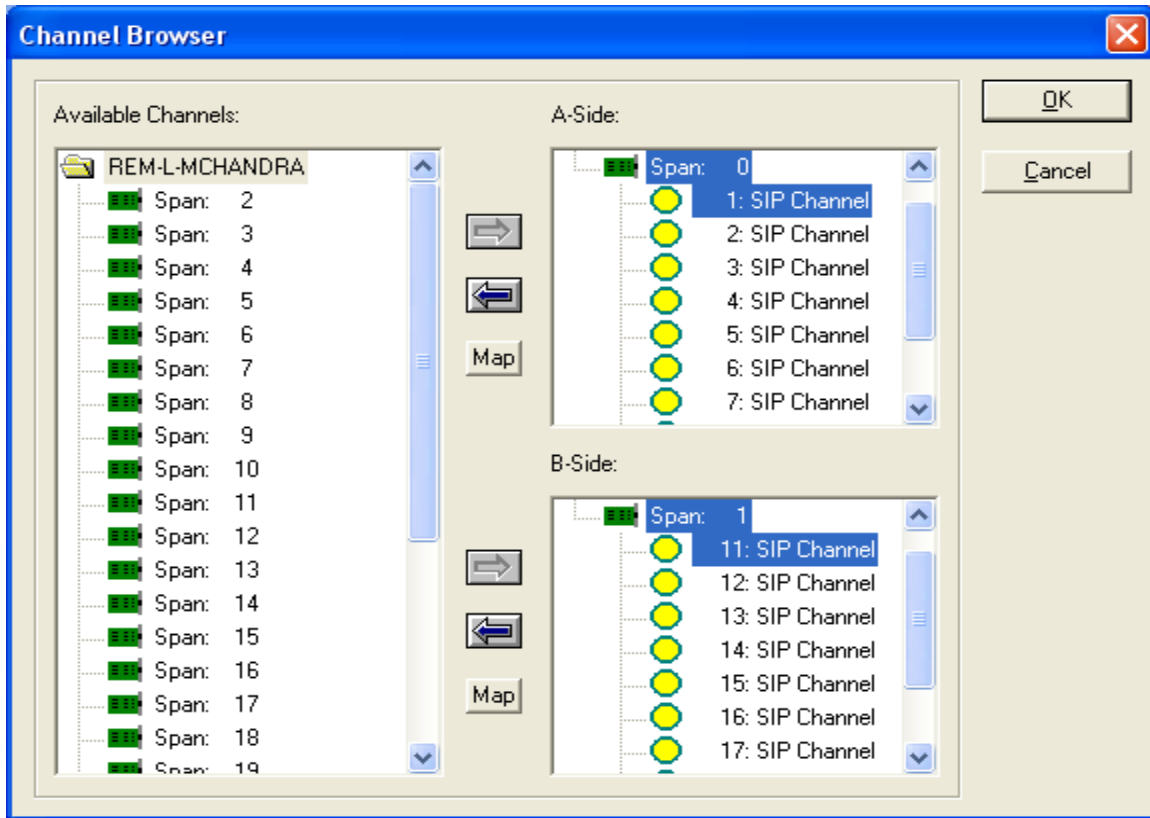 Channel Browser
Available Channels:
REM-L-MCHANDRA
Span: 2
Span: 3
Span: 4
Span: 5
Span: 6
Span: 7
Span: 8
Span: 9
Span: 10
Span: 11
Span: 12
Span: 13
Span: 14
Span: 15
Span: 16
Span: 17
Span: 18
Span: 19
Map
Map
A-Side:
Span: 0
1: SIP Channel
2: SIP Channel
3: SIP Channel
4: SIP Channel
5: SIP Channel
6: SIP Channel
7: SIP Channel
B-Side:
Span: 1
11: SIP Channel
12: SIP Channel
13: SIP Channel
14: SIP Channel
15: SIP Channel
16: SIP Channel
17: SIP Channel
OK
Cancel